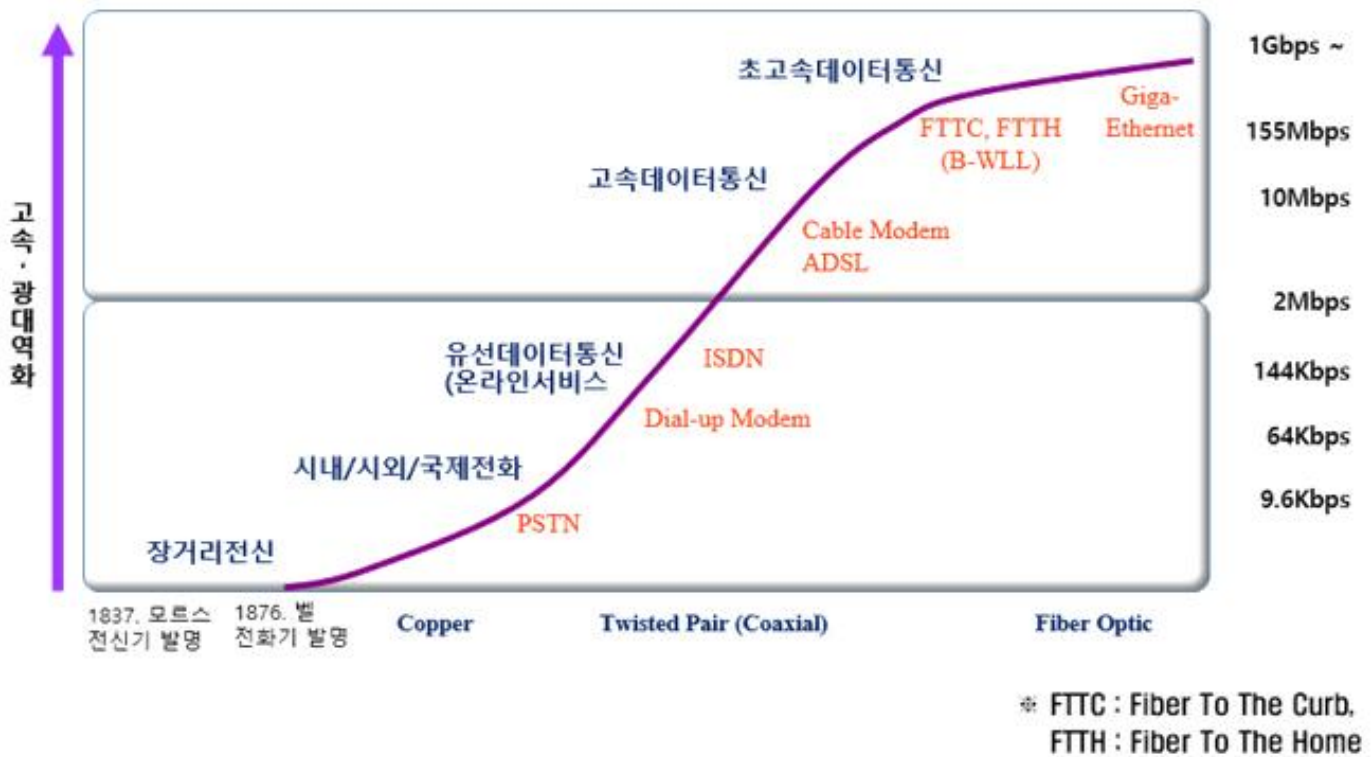 1Gbps ~
초고속데이터통신
Giga-
Ethernet
FTTC, FTTH
(B-WLL)
155Mbps
고속데이터통신
10Mbps
고속·광대역화
Cable Modem
ADSL
2Mbps
유선데이터통신
(온라인서비스
ISDN
144Kbps
Dial-up Modem
64Kbps
시내/시외/국제전화
9.6Kbps
PSTN
장거리전신
1837. 모르스
전신기 발명
1876. 벨
전화기 발명
Copper
Twisted Pair (Coaxial)
Fiber Optic
※ FTTC : Fiber To The Curb,
FTTH : Fiber To The Home